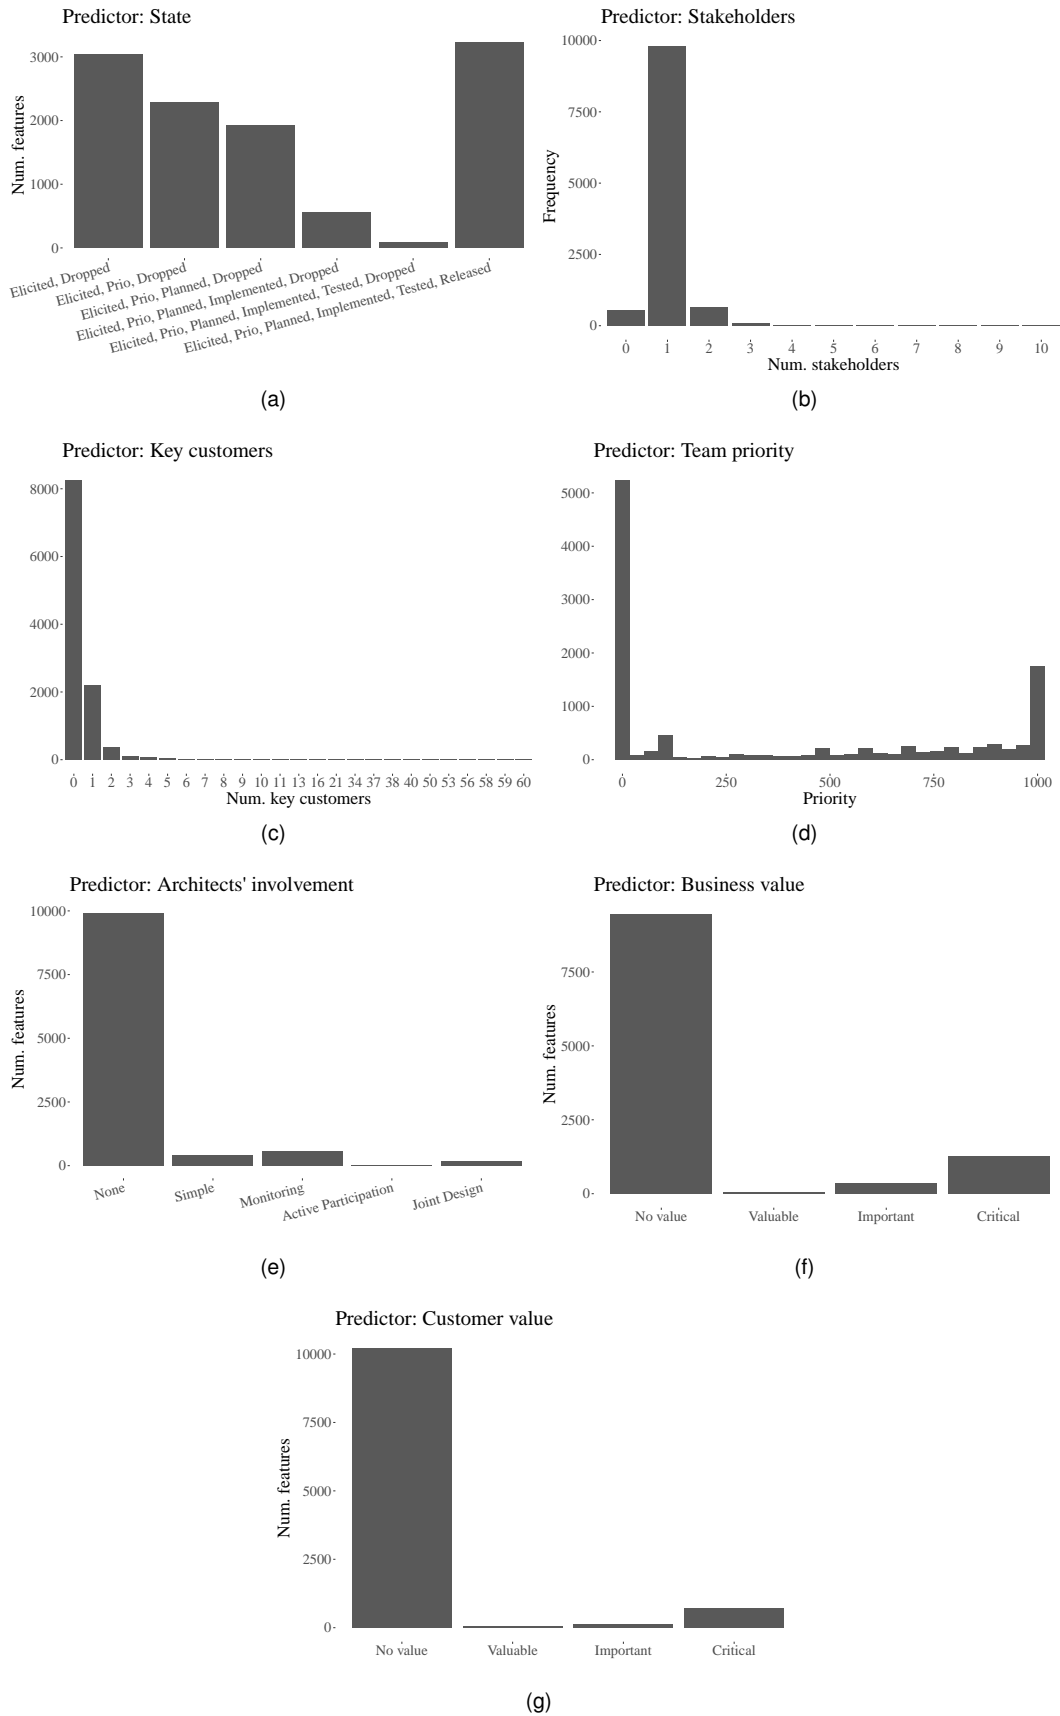 Predictor: State
Num. features
3000
2000
1000
0
Elicited, Dropped
Elicited, Prio, Dropped
Elicited, Prio, Planned, Dropped
Elicited, Prio, Planned, Implemented, Dropped
Elicited, Prio, Planned, Implemented, Tested, Dropped
Elicited, Prio, Planned, Implemented, Tested, Released
(a)
Predictor: Stakeholders
Frequency
10000
7500
5000
2500
0
0 1 2 3 4 5 6 7 8 9 10
Num. stakeholders
(b)
Predictor: Key customers
8000
6000
4000
2000
0
0 1 2 3 4 5 6 7 8 9 10 11 13 16 21 34 37 38 40 50 53 56 58 59 60
Num. key customers
(c)
Predictor: Team priority
5000
4000
3000
2000
1000
0
0 250 500 750 1000
Priority
(d)
Predictor: Architects' involvement
Num. features
10000
7500
5000
2500
0
None
Simple
Monitoring
Active Participation
Joint Design
(e)
Predictor: Business value
Num. features
7500
5000
2500
0
No value Valuable Important Critical
(f)
Predictor: Customer value
Num. features
10000
7500
5000
2500
0
No value Valuable Important Critical
(g)